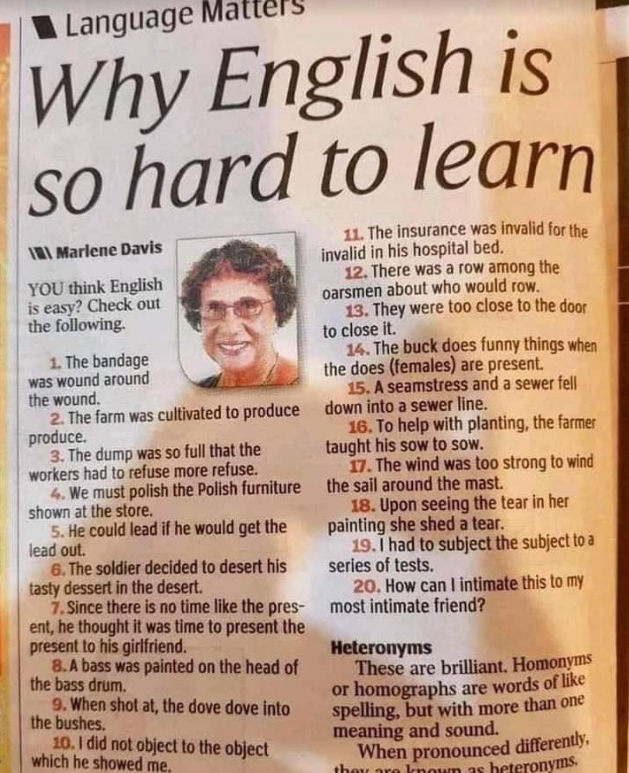 Language Matters
Why English is
so hard to learn
Marlene Davis
YOU think English
is easy? Check out
the following.
1. The bandage
was wound around
the wound.
2. The farm was cultivated to produce
produce.
3. The dump was so full that the
workers had to refuse more refuse.
4. We must polish the Polish furniture
shown at the store.
5. He could lead if he would get the
lead out.
6. The soldier decided to desert his
tasty dessert in the desert.
7. Since there is no time like the pres-
ent, he thought it was time to present the
present to his girlfriend.
8. A bass was painted on the head of
the bass drum.
9. When shot at, the dove dove into
the bushes.
10. I did not object to the object
which he showed me.
11. The insurance was invalid for the
invalid in his hospital bed.
12. There was a row among the
oarsmen about who would row.
13. They were too close to the door
to close it.
14. The buck does funny things when
the does (females) are present.
15. A seamstress and a sewer fell
down into a sewer line.
16. To help with planting, the farmer
taught his sow to sow.
17. The wind was too strong to wind
the sail around the mast.
18. Upon seeing the tear in her
painting she shed a tear.
19. I had to subject the subject to a
series of tests.
20. How can I intimate this to my
most intimate friend?
Heteronyms
These are brilliant. Homonyms
or homographs are words of like
spelling, but with more than one
meaning and sound.
When pronounced differently,
they are known as heteronyms.